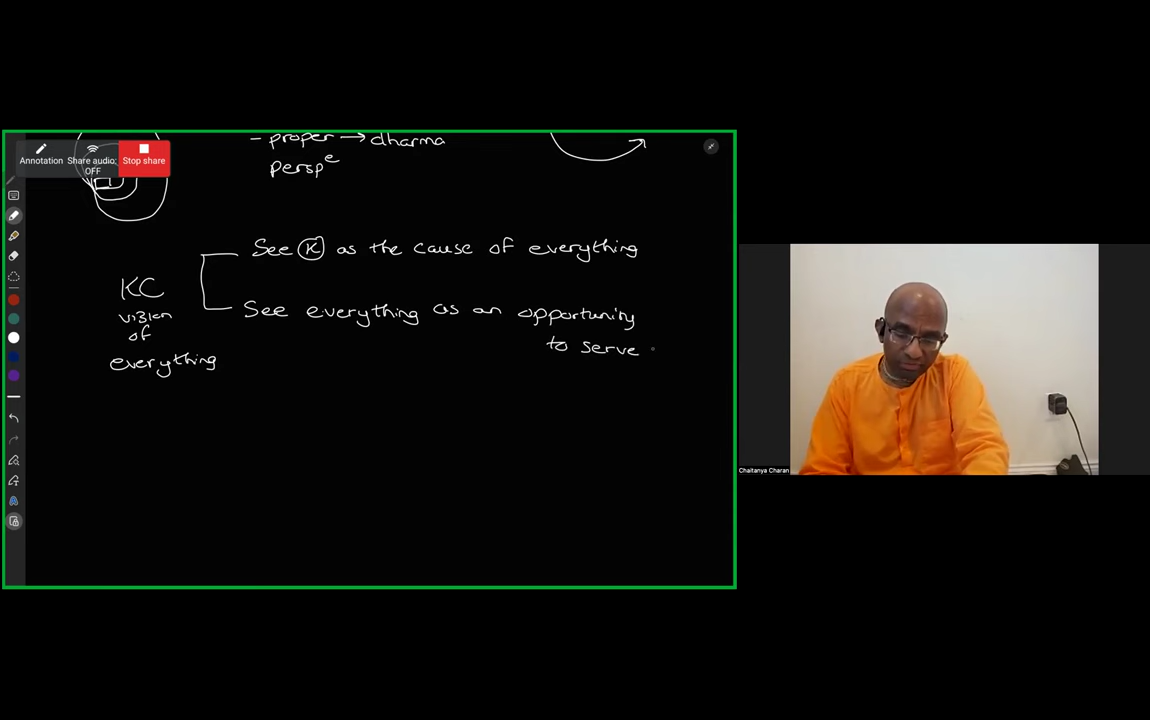 - proper → dharma
persp e
Annotation
Share audio: OFF
Stop share
See K as the cause of everything
KC
vision
of
everything
See everything as an opportunity
to serve
Chaitanya Charan